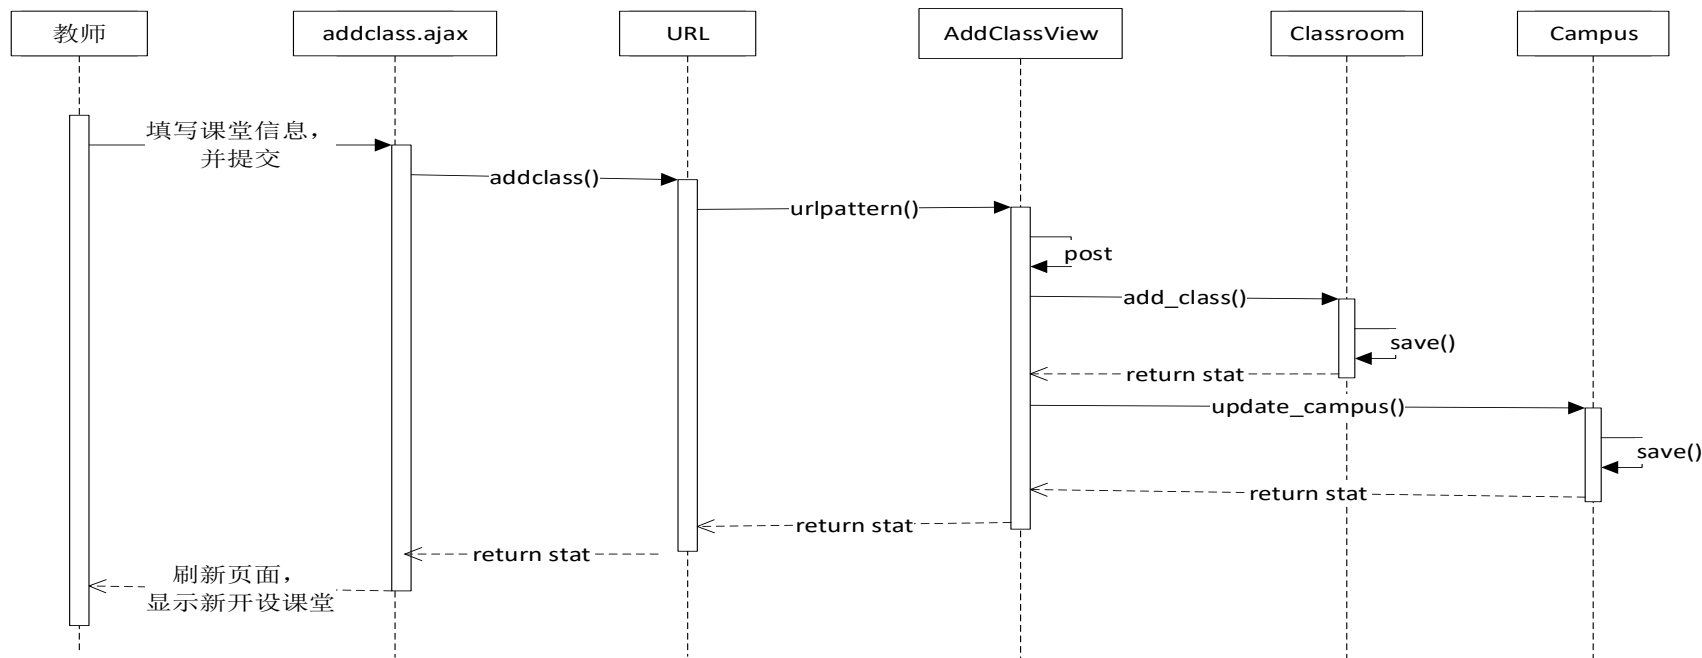 教师
addclass.ajax
URL
AddClassView
Classroom
Campus
填写课堂信息，
并提交
addclass()
urlpattern()
post
add_class()
save()
return stat
update_campus()
save()
return stat
return stat
return stat
刷新页面，
显示新开设课堂